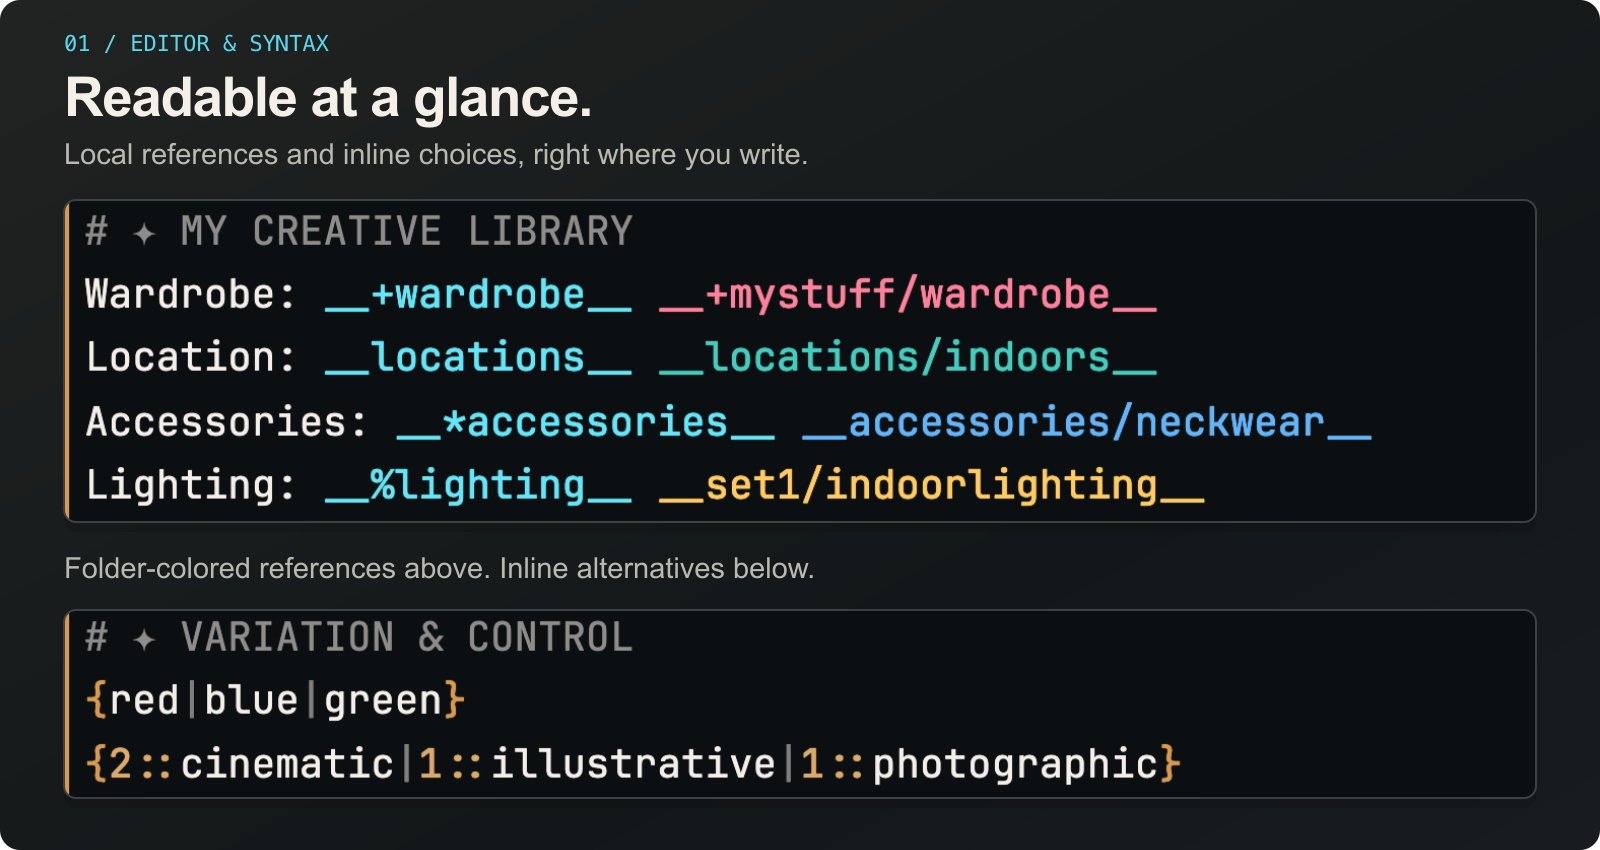 01 / EDITOR & SYNTAX
Readable at a glance.
Local references and inline choices, right where you write.
# ✦ MY CREATIVE LIBRARY
Wardrobe: __+wardrobe__ __+mystuff/wardrobe__
Location: __locations__ __locations/indoors__
Accessories: __*accessories__ __accessories/neckwear__
Lighting: __%lighting__ __set1/indoorlighting__
Folder-colored references above. Inline alternatives below.
# ✦ VARIATION & CONTROL
{red|blue|green}
{2::cinematic|1::illustrative|1::photographic}